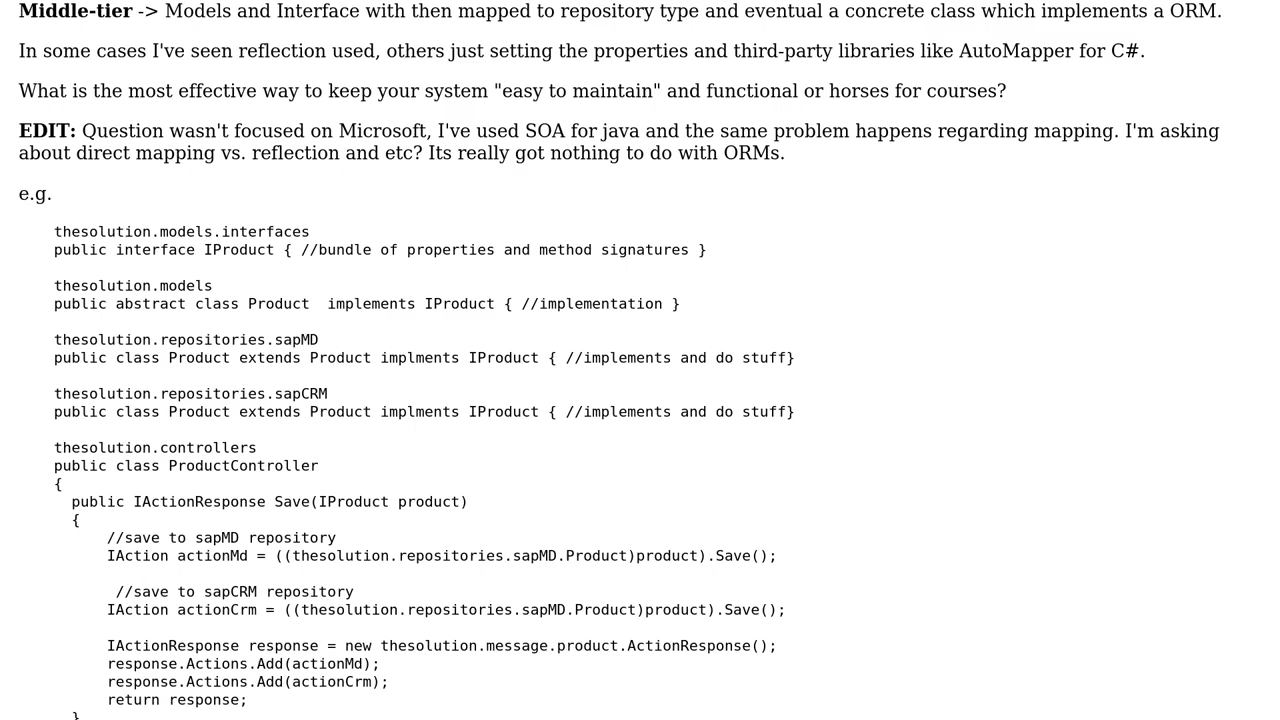 Middle-tier -> Models and Interface with then mapped to repository type and eventual a concrete class which implements a ORM.
In some cases I've seen reflection used, others just setting the properties and third-party libraries like AutoMapper for C#.
What is the most effective way to keep your system "easy to maintain" and functional or horses for courses?
EDIT: Question wasn't focused on Microsoft, I've used SOA for java and the same problem happens regarding mapping. I'm asking
about direct mapping vs. reflection and etc? Its really got nothing to do with ORMs.
e.g.
thesolution.models.interfaces
public interface IProduct { //bundle of properties and method signatures }
thesolution.models
public abstract class Product  implements IProduct { //implementation }
thesolution.repositories.sapMD
public class Product extends Product implments IProduct { //implements and do stuff}
thesolution.repositories.sapCRM
public class Product extends Product implments IProduct { //implements and do stuff}
thesolution.controllers
public class ProductController
{
public IActionResponse Save(IProduct product)
{
//save to sapMD repository
IAction actionMd = ((thesolution.repositories.sapMD.Product)product).Save();
//save to sapCRM repository
IAction actionCrm = ((thesolution.repositories.sapMD.Product)product).Save();
IActionResponse response = new thesolution.message.product.ActionResponse();
response.Actions.Add(actionMd);
response.Actions.Add(actionCrm);
return response;
}